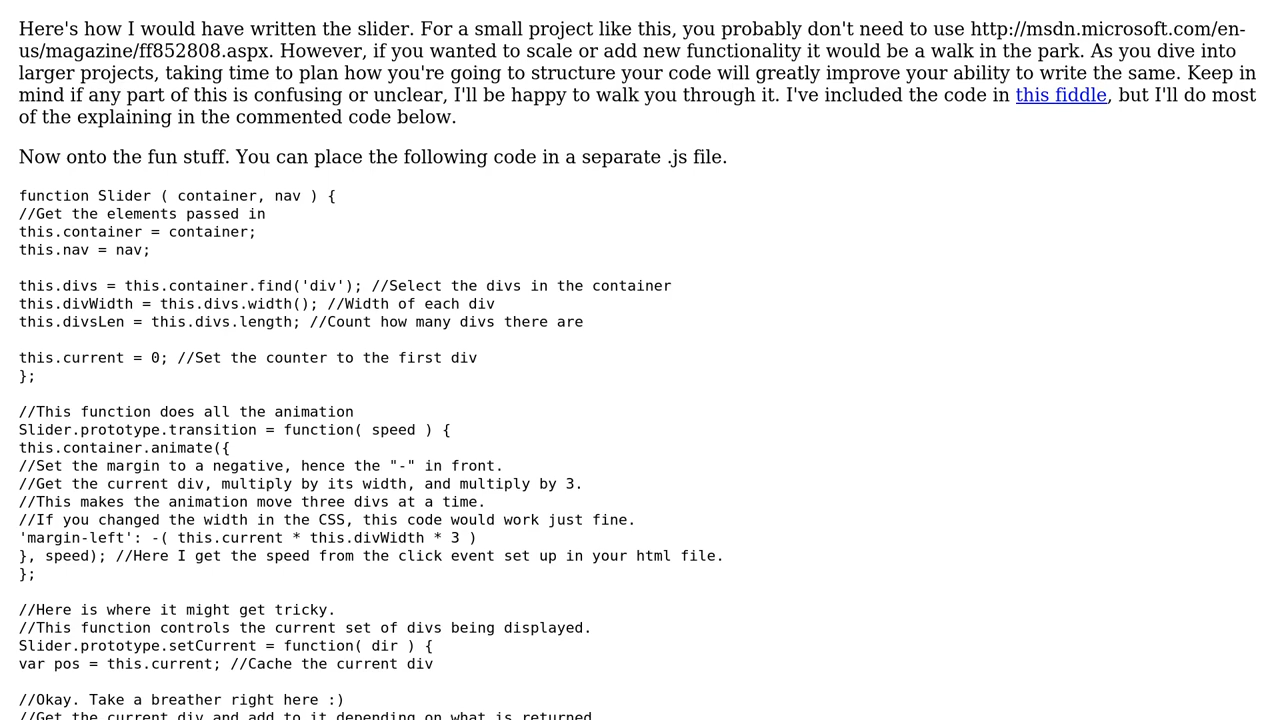 Here's how I would have written the slider. For a small project like this, you probably don't need to use http://msdn.microsoft.com/en-
us/magazine/ff852808.aspx. However, if you wanted to scale or add new functionality it would be a walk in the park. As you dive into
larger projects, taking time to plan how you're going to structure your code will greatly improve your ability to write the same. Keep in
mind if any part of this is confusing or unclear, I'll be happy to walk you through it. I've included the code in this fiddle, but I'll do most
of the explaining in the commented code below.
Now onto the fun stuff. You can place the following code in a separate .js file.
function Slider ( container, nav ) {
//Get the elements passed in
this.container = container;
this.nav = nav;
this.divs = this.container.find('div'); //Select the divs in the container
this.divWidth = this.divs.width(); //Width of each div
this.divsLen = this.divs.length; //Count how many divs there are
this.current = 0; //Set the counter to the first div
};
//This function does all the animation
Slider.prototype.transition = function( speed ) {
this.container.animate({
//Set the margin to a negative, hence the "-" in front.
//Get the current div, multiply by its width, and multiply by 3.
//This makes the animation move three divs at a time.
//If you changed the width in the CSS, this code would work just fine.
'margin-left': -( this.current * this.divWidth * 3 )
}, speed); //Here I get the speed from the click event set up in your html file.
};
//Here is where it might get tricky.
//This function controls the current set of divs being displayed.
Slider.prototype.setCurrent = function( dir ) {
var pos = this.current; //Cache the current div
//Okay. Take a breather right here :)
//Get the current div and add to it depending on what is returned